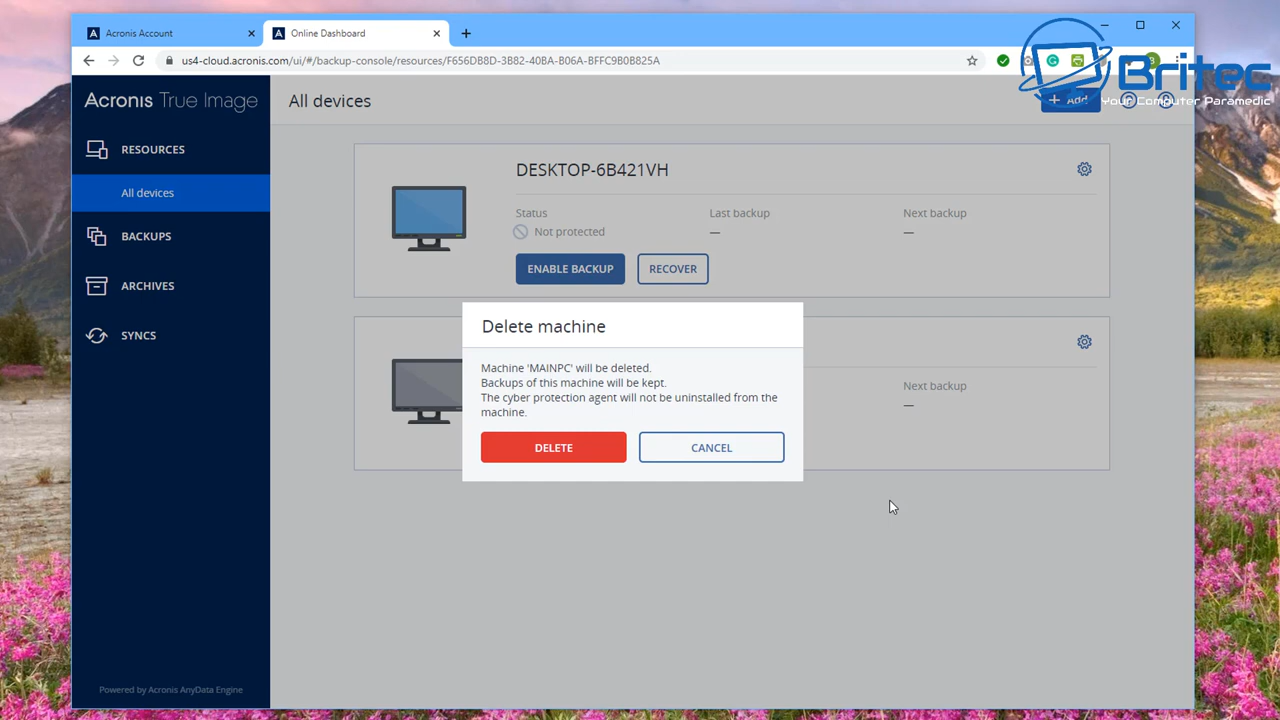 Acronis Account
Online Dashboard
us4-cloud.acronis.com/ui/#/backup-console/resources/F656DB8D-3B82-40BA-B06A-BFFC9B0B825A
Britec
Your Computer Paramedic
Acronis True Image
All devices
Add
RESOURCES
All devices
BACKUPS
ARCHIVES
SYNCS
DESKTOP-6B421VH
Status
Last backup
Next backup
Not protected
—
—
ENABLE BACKUP
RECOVER
Next backup
—
Delete machine
Machine 'MAINPC' will be deleted.
Backups of this machine will be kept.
The cyber protection agent will not be uninstalled from the
machine.
DELETE
CANCEL
Powered by Acronis AnyData Engine